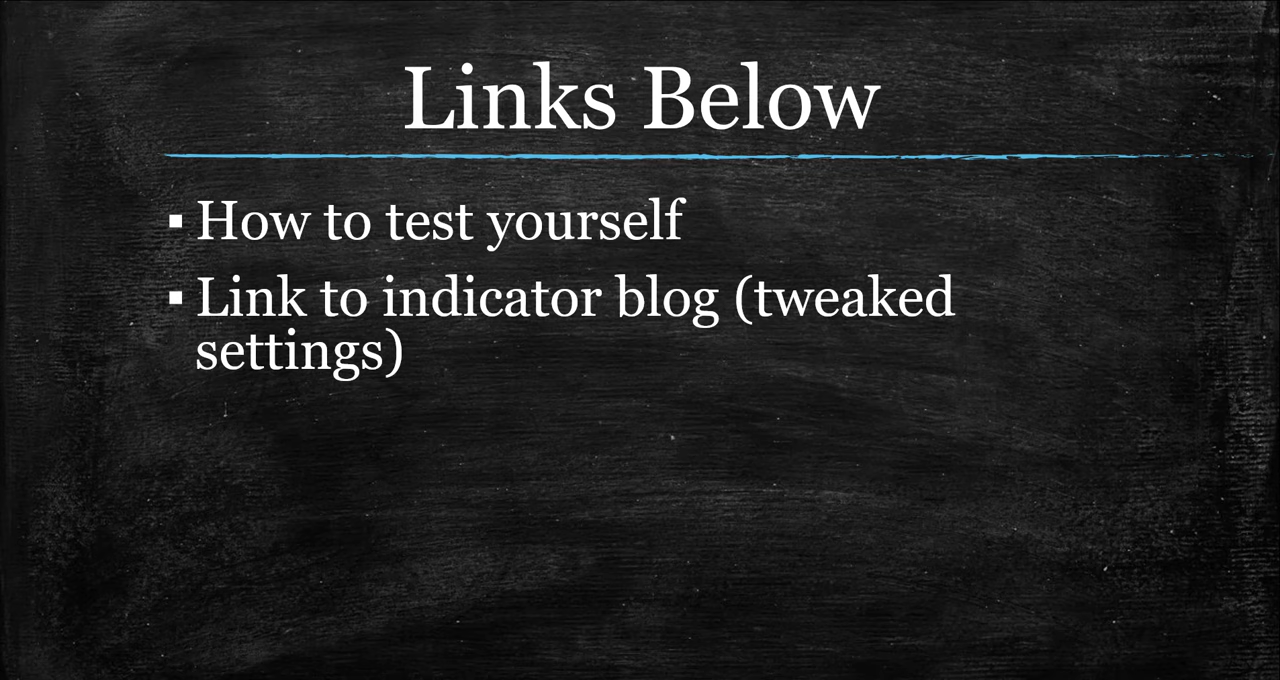 Links Below
▪ How to test yourself
▪ Link to indicator blog (tweaked
settings)